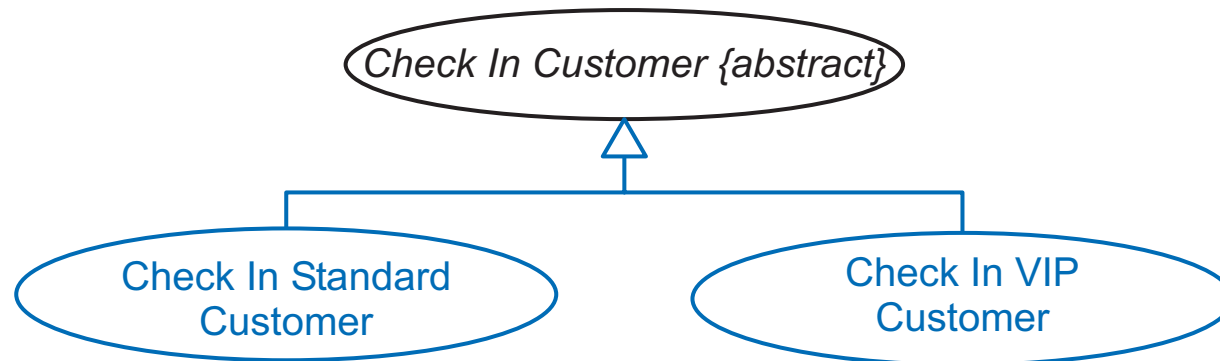 Check In Customer {abstract}
Check In Standard
Customer
Check In VIP
Customer